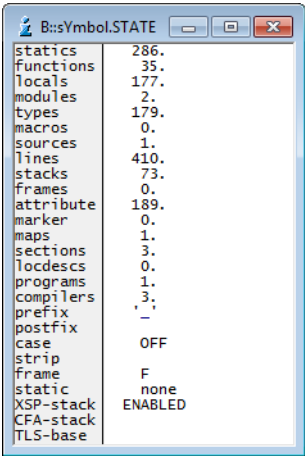 B::sYmbol.STATE
statics 286.
functions 35.
locals 177.
modules 2.
types 179.
macros 0.
sources 1.
lines 410.
stacks 73.
frames 0.
attribute 189.
marker 0.
maps 1.
sections 3.
locdescs 0.
programs 1.
compilers 3.
prefix '_'
postfix
case OFF
strip
frame F
static none
XSP-stack ENABLED
CFA-stack
TLS-base